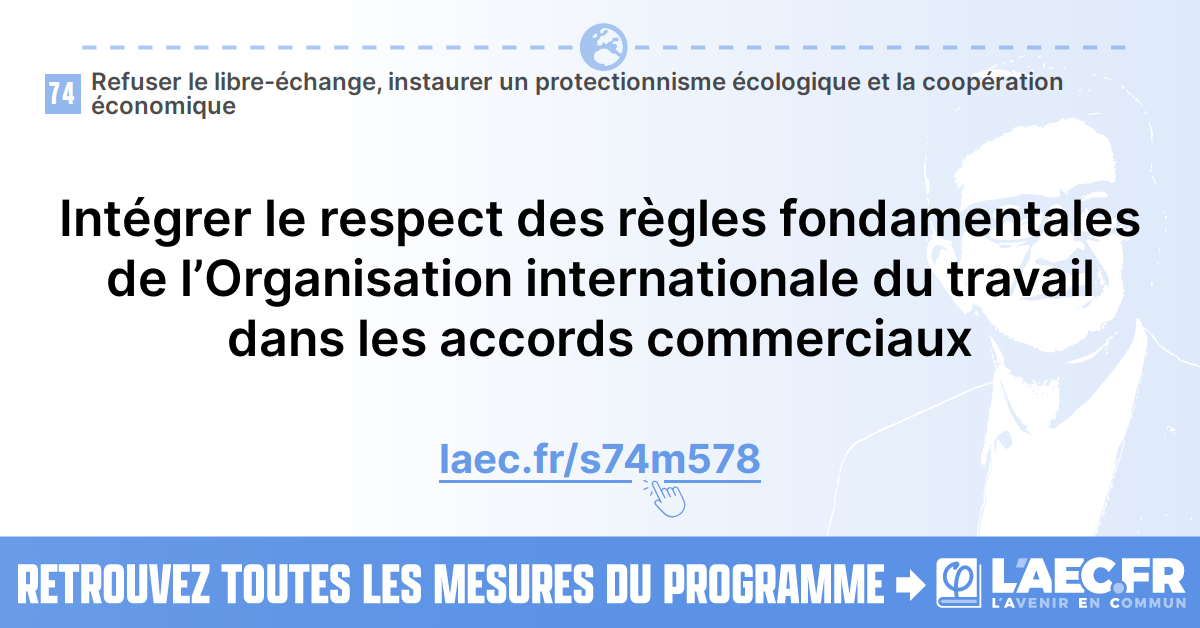 74
Refuser le libre-échange, instaurer un protectionnisme écologique et la coopération
économique
Intégrer le respect des règles fondamentales
de l’Organisation internationale du travail
dans les accords commerciaux
laec.fr/s74m578
RETROUVEZ TOUTES LES MESURES DU PROGRAMME
L'AEC.FR
L'AVENIR EN COMMUN